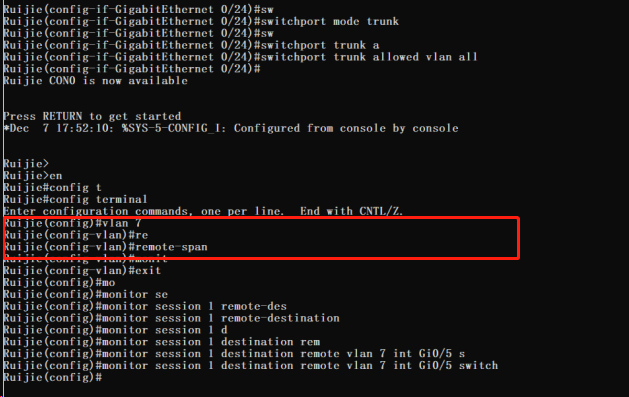 Ruijie(config-if-GigabitEthernet 0/24)#sw
Ruijie(config-if-GigabitEthernet 0/24)#switchport mode trunk
Ruijie(config-if-GigabitEthernet 0/24)#sw
Ruijie(config-if-GigabitEthernet 0/24)#switchport trunk a
Ruijie(config-if-GigabitEthernet 0/24)#switchport trunk allowed vlan all
Ruijie(config-if-GigabitEthernet 0/24)#
Ruijie CON0 is now available
Press RETURN to get started
*Dec  7 17:52:10: %SYS-5-CONFIG_I: Configured from console by console
Ruijie>
Ruijie>en
Ruijie#config t
Ruijie#config terminal
Enter configuration commands, one per line.  End with CNTL/Z.
Ruijie(config)#vlan 7
Ruijie(config-vlan)#re
Ruijie(config-vlan)#remote-span
Ruijie(config-vlan)#monit
Ruijie(config-vlan)#exit
Ruijie(config)#mo
Ruijie(config)#monitor se
Ruijie(config)#monitor session 1 remote-des
Ruijie(config)#monitor session 1 remote-destination
Ruijie(config)#monitor session 1 d
Ruijie(config)#monitor session 1 destination rem
Ruijie(config)#monitor session 1 destination remote vlan 7 int Gi0/5 s
Ruijie(config)#monitor session 1 destination remote vlan 7 int Gi0/5 switch
Ruijie(config)#